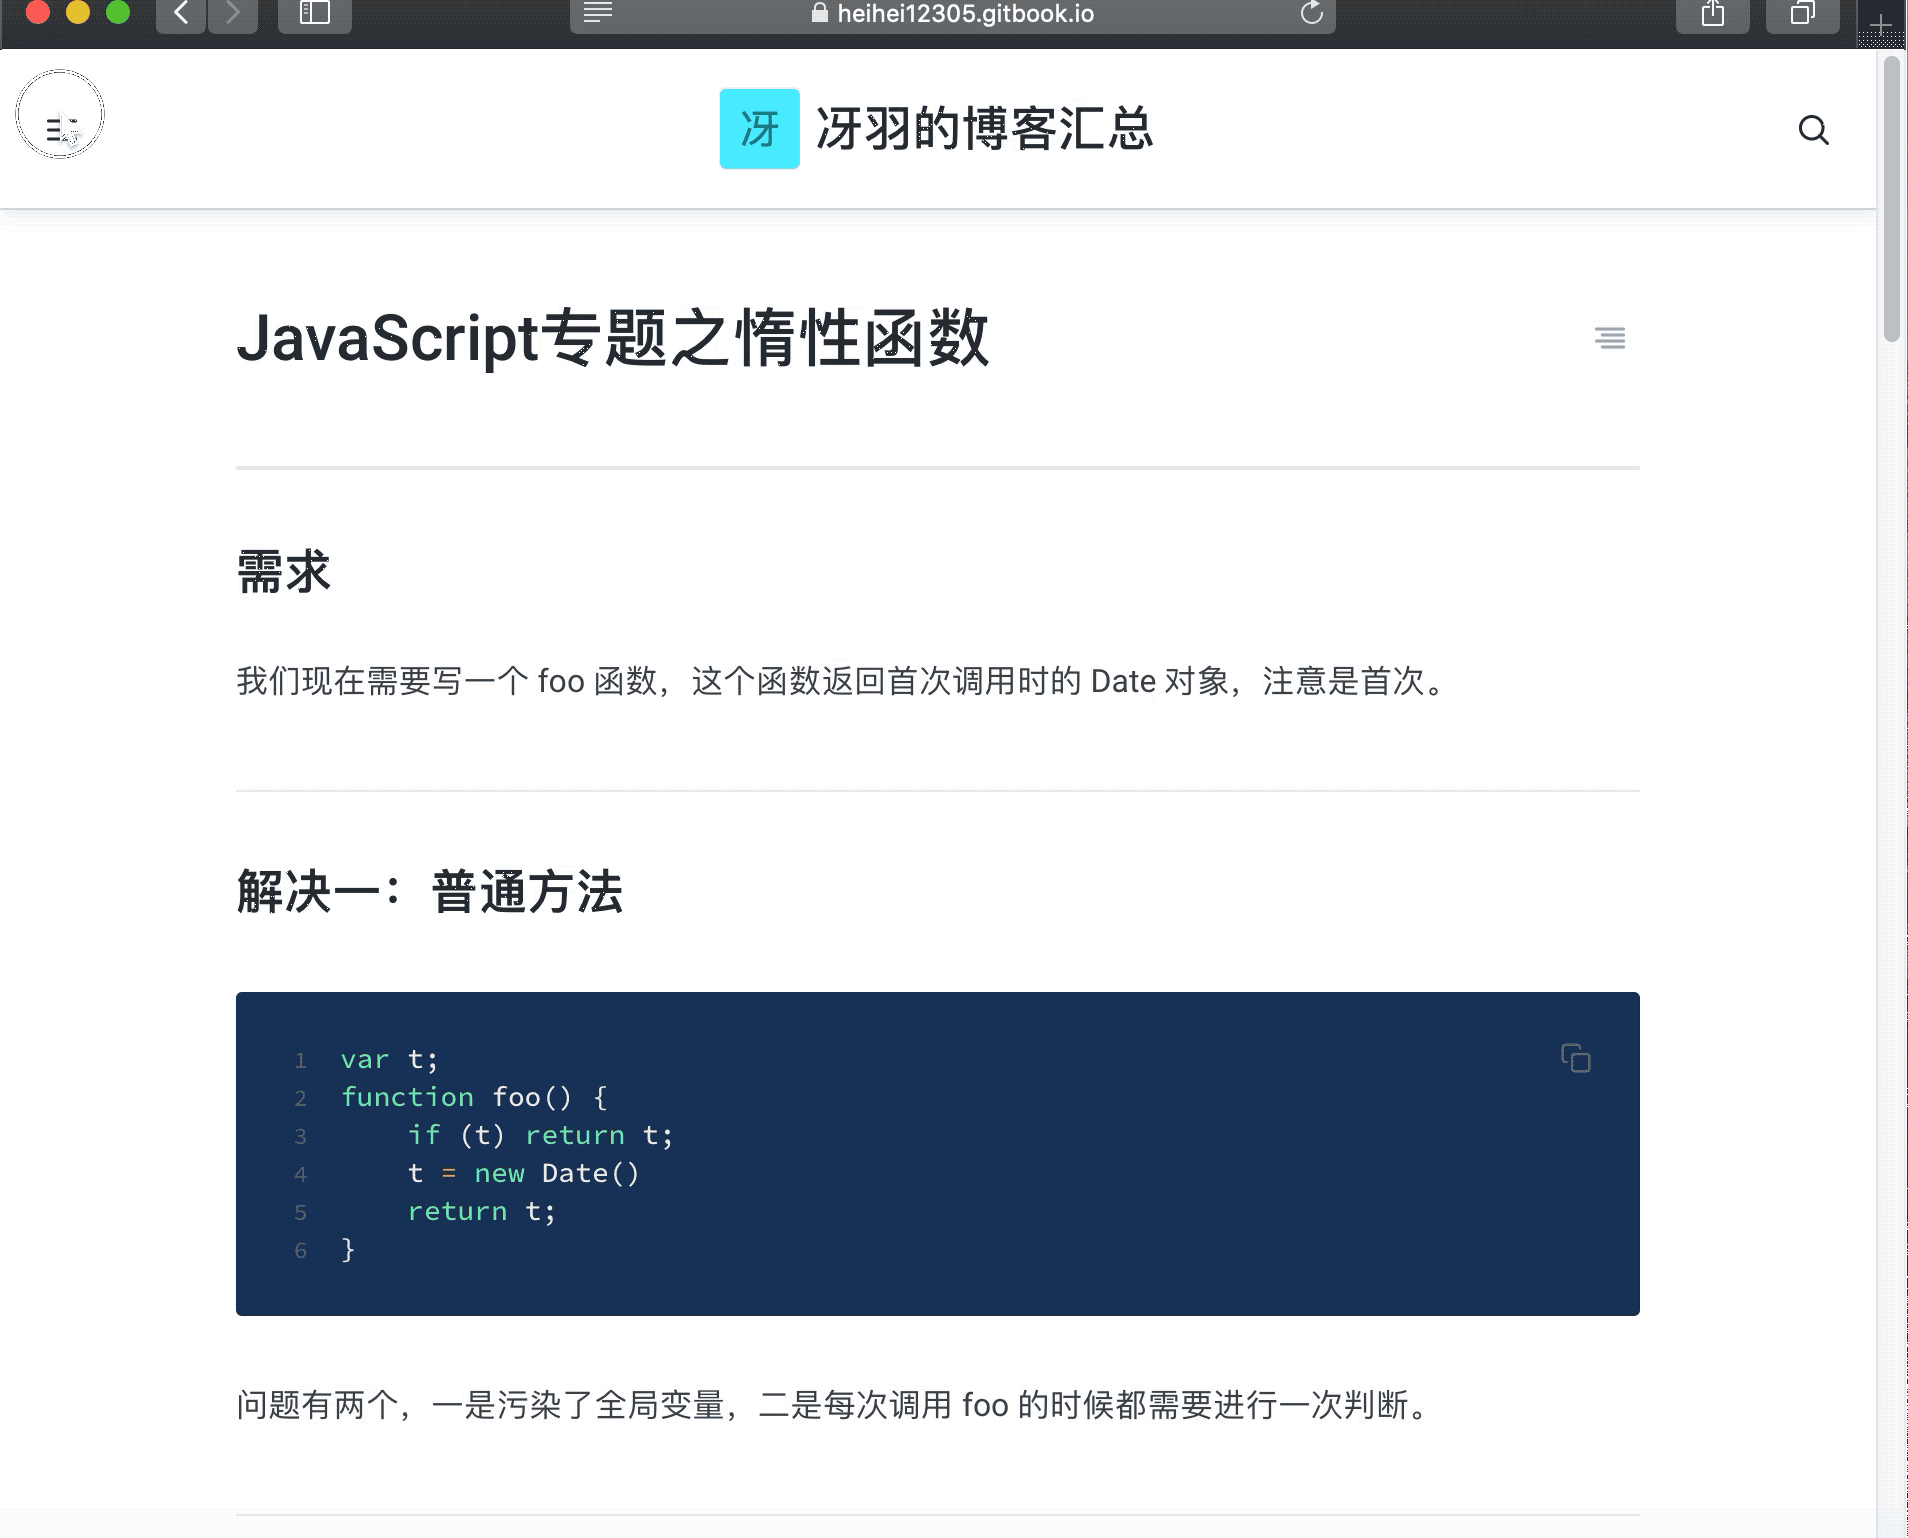 heihei12305.gitbook.io
冴 冴羽的博客汇总
JavaScript专题之惰性函数
需求
我们现在需要写一个 foo 函数，这个函数返回首次调用时的 Date 对象，注意是首次。
解决一：普通方法
1 var t;
2 function foo() {
3     if (t) return t;
4     t = new Date()
5     return t;
6 }
问题有两个，一是污染了全局变量，二是每次调用 foo 的时候都需要进行一次判断。